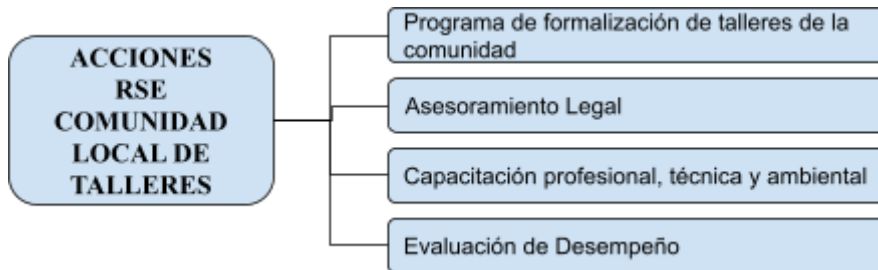 ACCIONES
RSE
COMUNIDAD
LOCAL DE
TALLERES
Programa de formalización de talleres de la
comunidad
Asesoramiento Legal
Capacitación profesional, técnica y ambiental
Evaluación de Desempeño